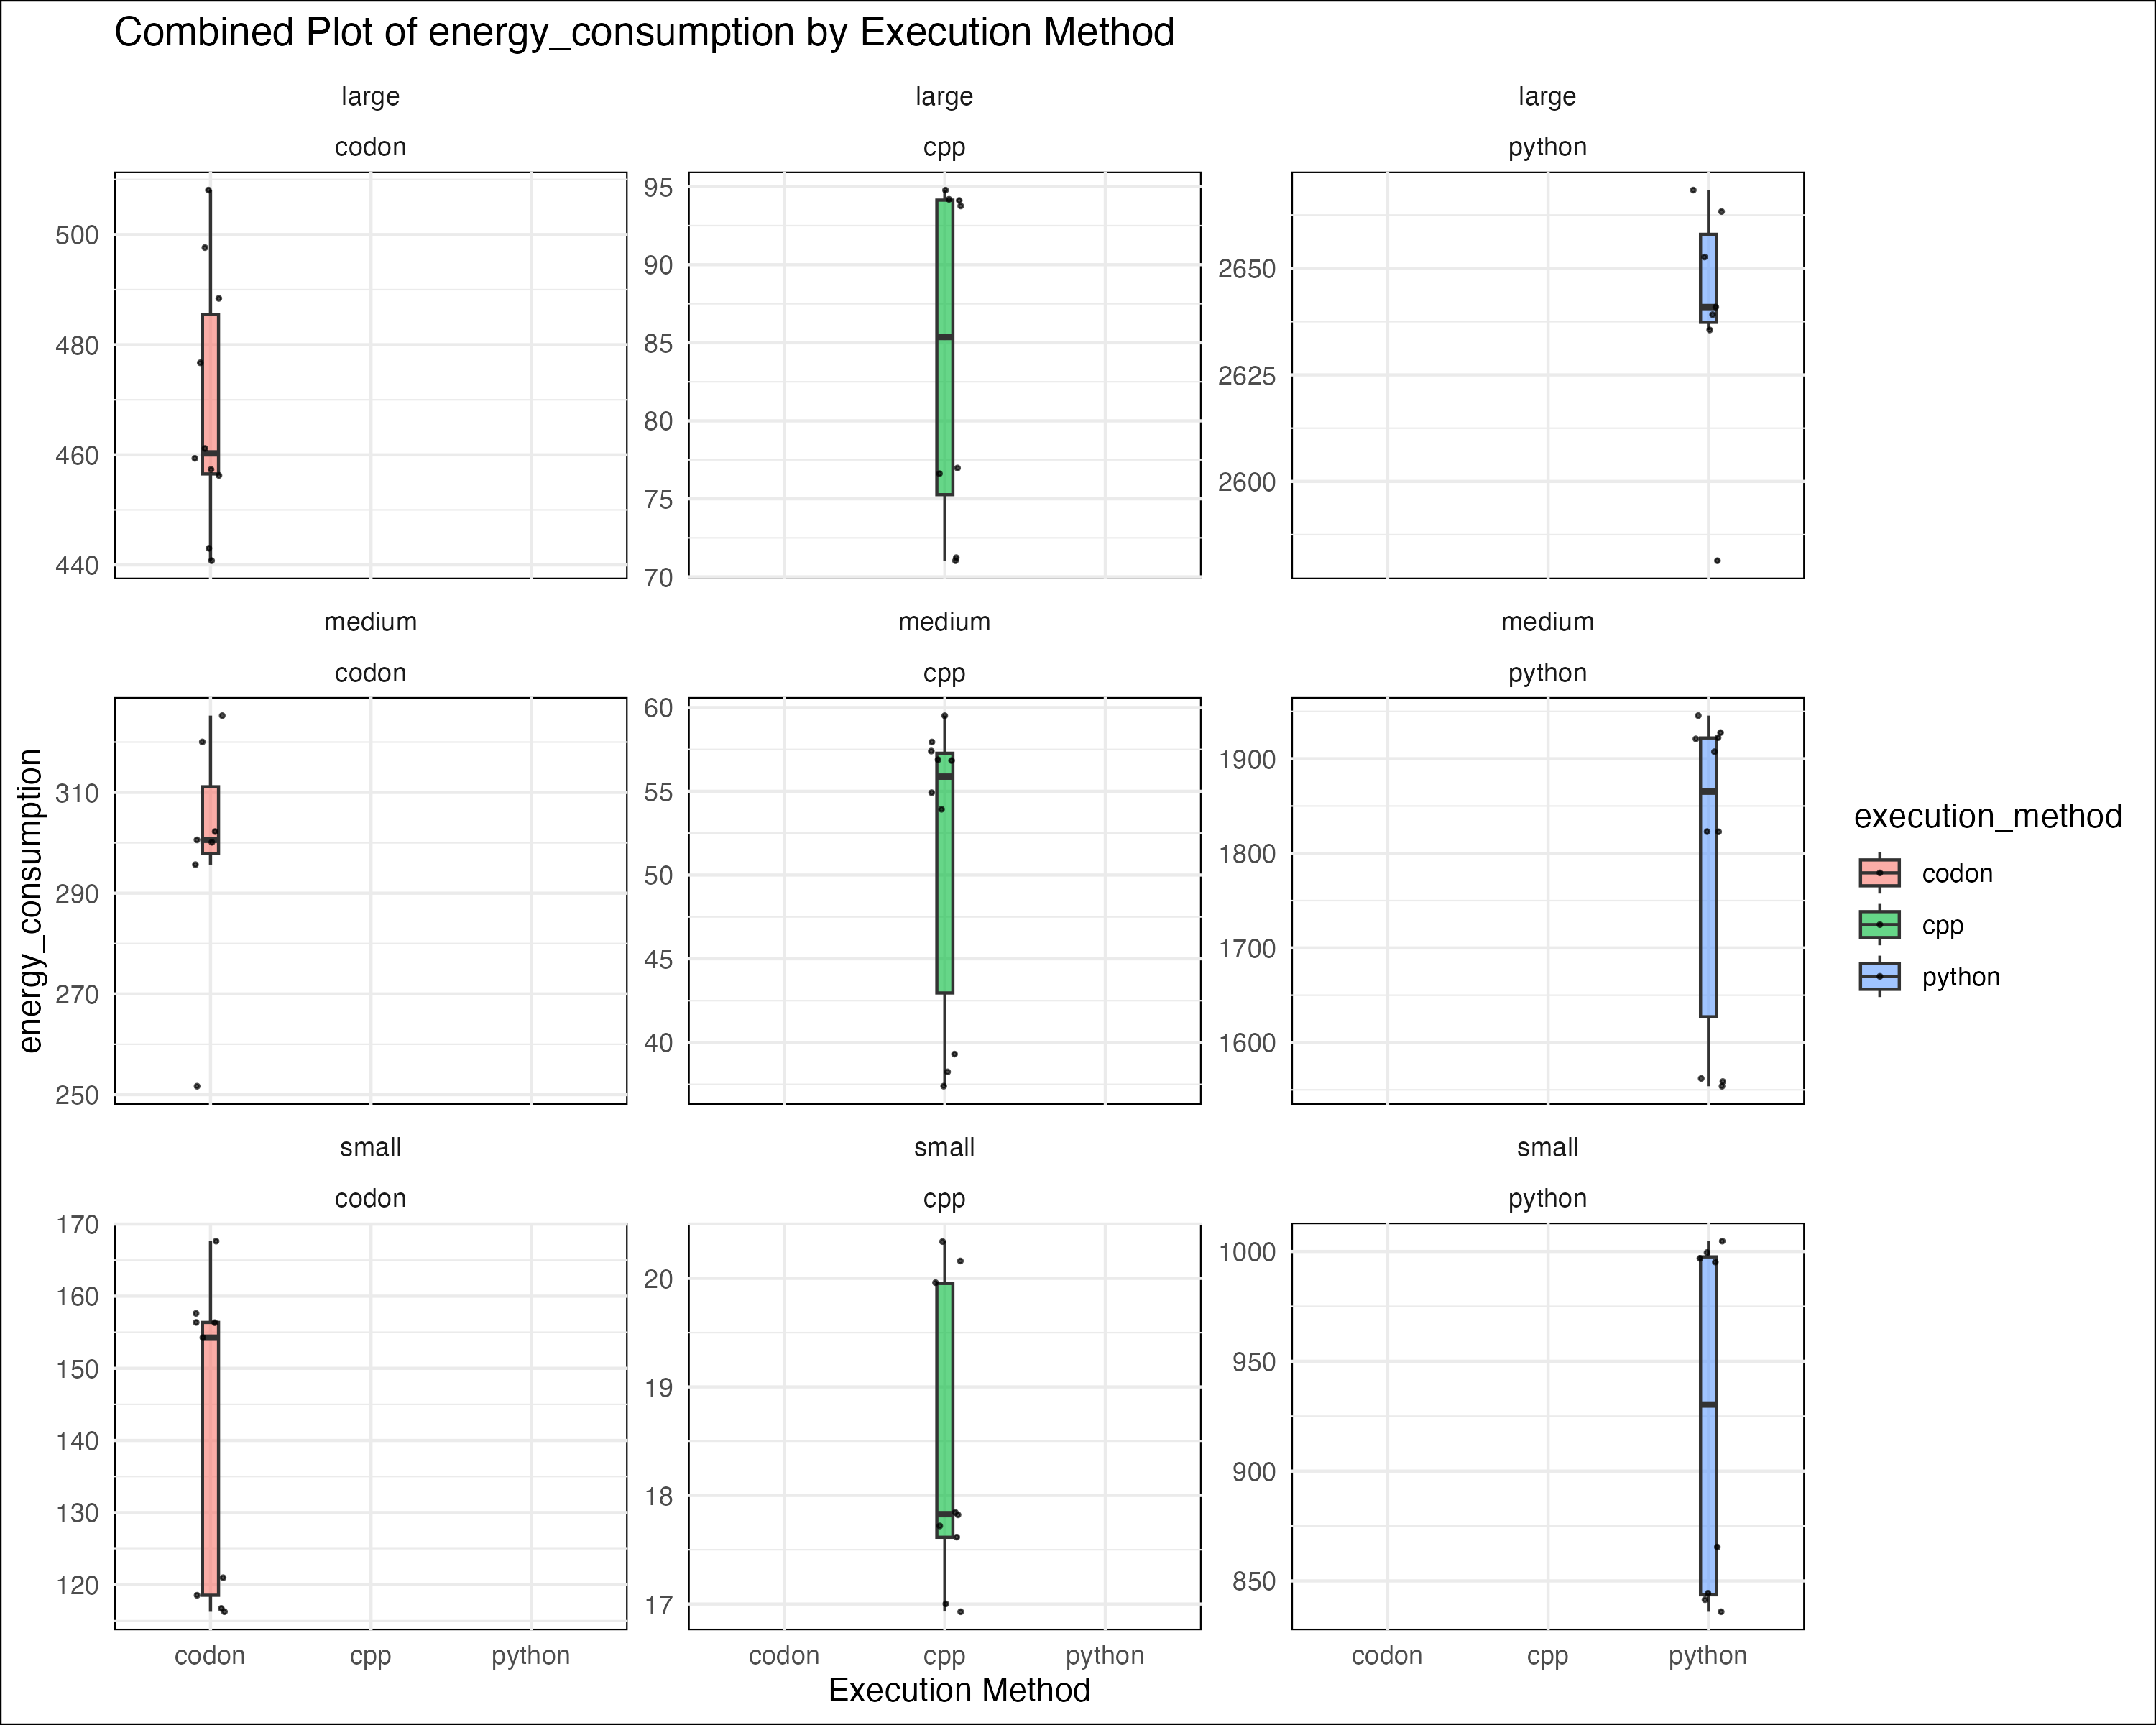 Combined Plot of energy_consumption by Execution Method
large
codon
500
480
460
440
large
cpp
95
90
85
80
75
70
large
python
2650
2625
2600
medium
codon
310
290
270
250
medium
cpp
60
55
50
45
40
medium
python
1900
1800
1700
1600
small
codon
170
160
150
140
130
120
small
cpp
20
19
18
17
small
python
1000
950
900
850
codon cpp python
codon cpp python
codon cpp python
Execution Method
energy_consumption
execution_method
codon
cpp
python